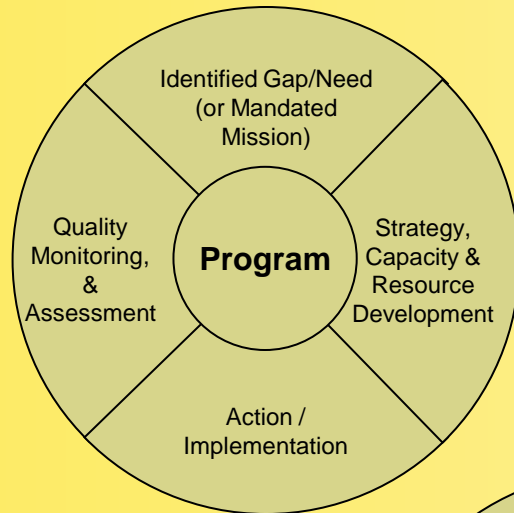 Identified Gap/Need
(or Mandated
Mission)
Quality
Monitoring,
&
Assessment
Program
Strategy,
Capacity &
Resource
Development
Action /
Implementation